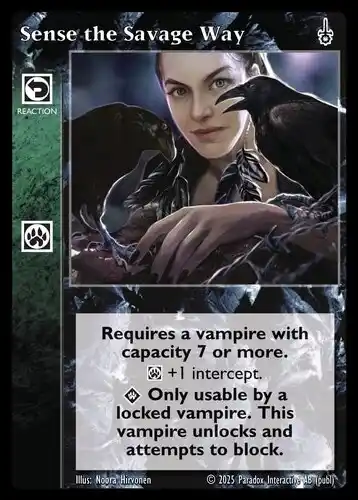 Sense the Savage Way
REACTION
Requires a vampire with
capacity 7 or more.
+1 intercept.
Only usable by a
locked vampire. This
vampire unlocks and
attempts to block.
Illus: Noora Hirvonen
© 2025 Paradox Interactive AB (publ)